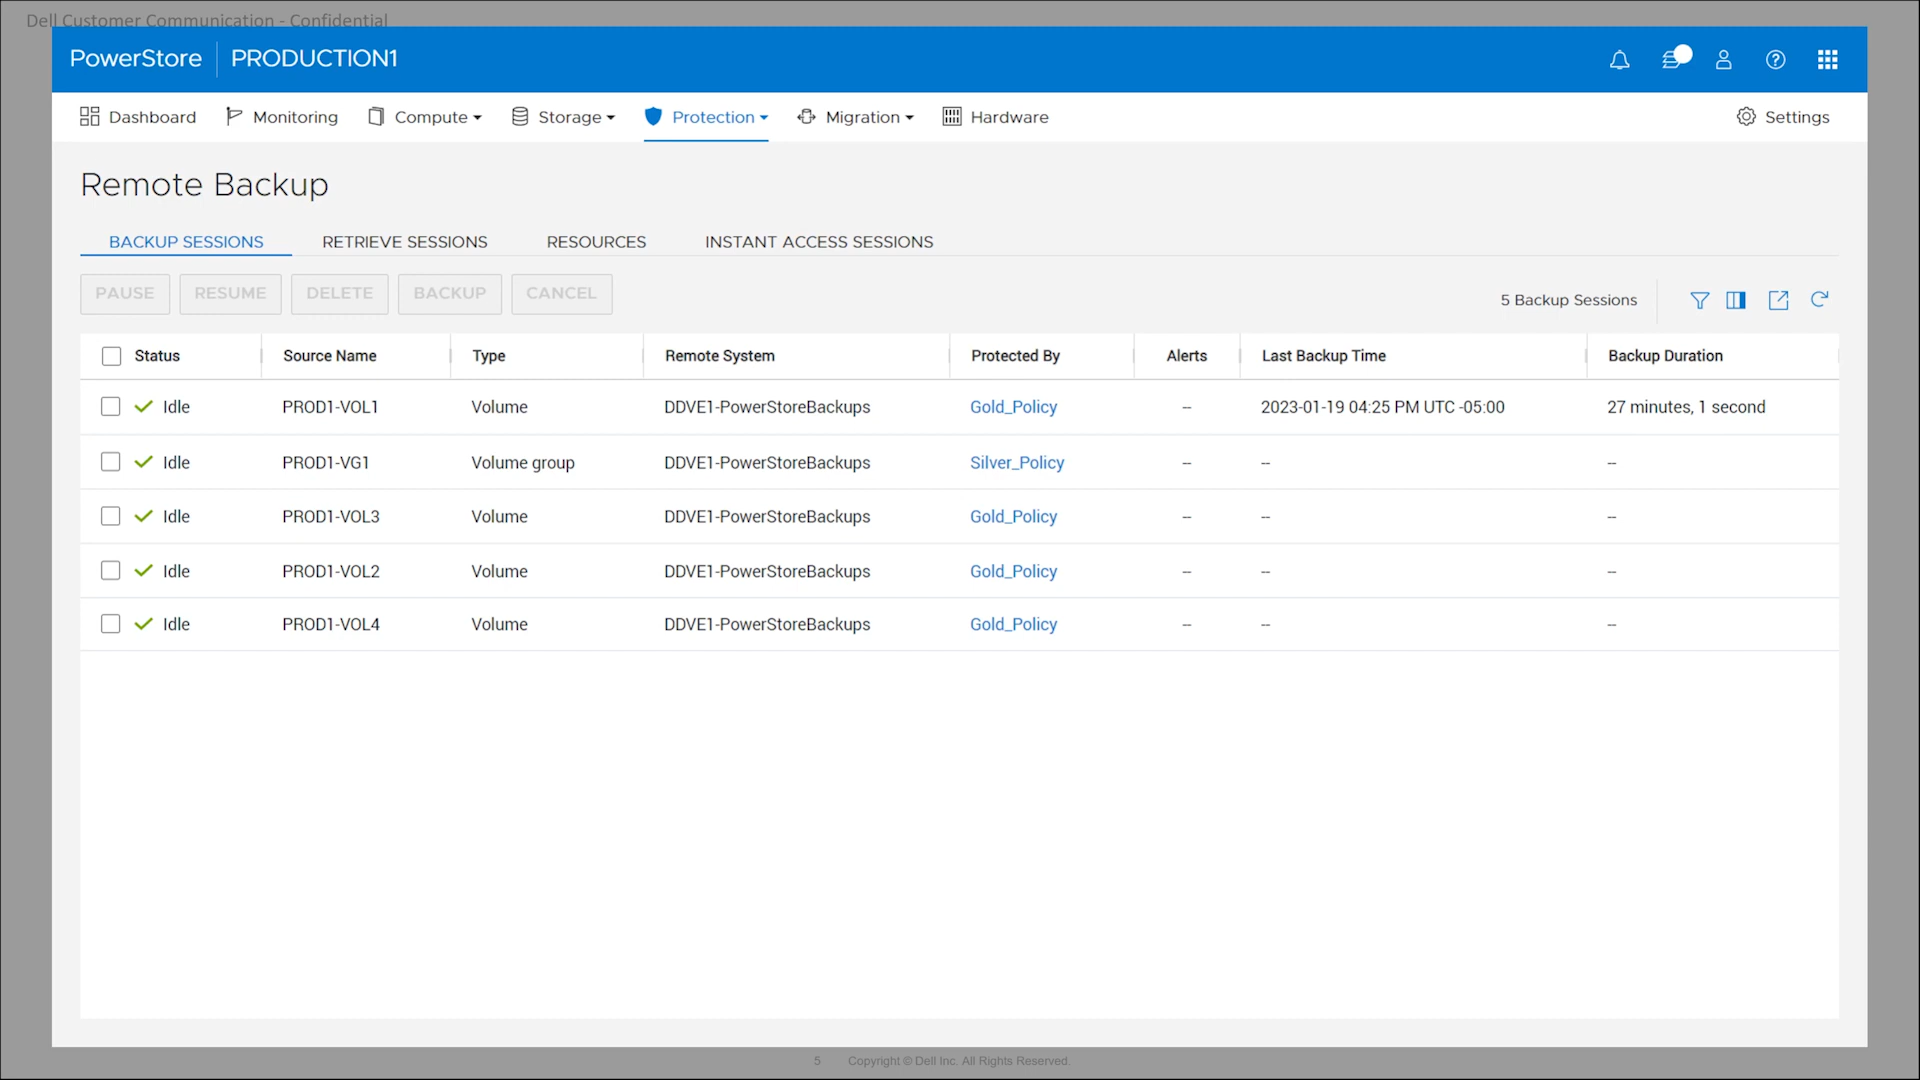 Dell Customer Communication - Confidential
PowerStore PRODUCTION1
Dashboard Monitoring Compute Storage Protection Migration Hardware Settings
Remote Backup
BACKUP SESSIONS RETRIEVE SESSIONS RESOURCES INSTANT ACCESS SESSIONS
PAUSE RESUME DELETE BACKUP CANCEL 5 Backup Sessions
Status Source Name Type Remote System Protected By Alerts Last Backup Time Backup Duration
Idle PROD1-VOL1 Volume DDVE1-PowerStoreBackups Gold_Policy -- 2023-01-19 04:25 PM UTC -05:00 27 minutes, 1 second
Idle PROD1-VG1 Volume group DDVE1-PowerStoreBackups Silver_Policy -- -- --
Idle PROD1-VOL3 Volume DDVE1-PowerStoreBackups Gold_Policy -- -- --
Idle PROD1-VOL2 Volume DDVE1-PowerStoreBackups Gold_Policy -- -- --
Idle PROD1-VOL4 Volume DDVE1-PowerStoreBackups Gold_Policy -- -- --
5 Copyright © Dell Inc. All Rights Reserved.